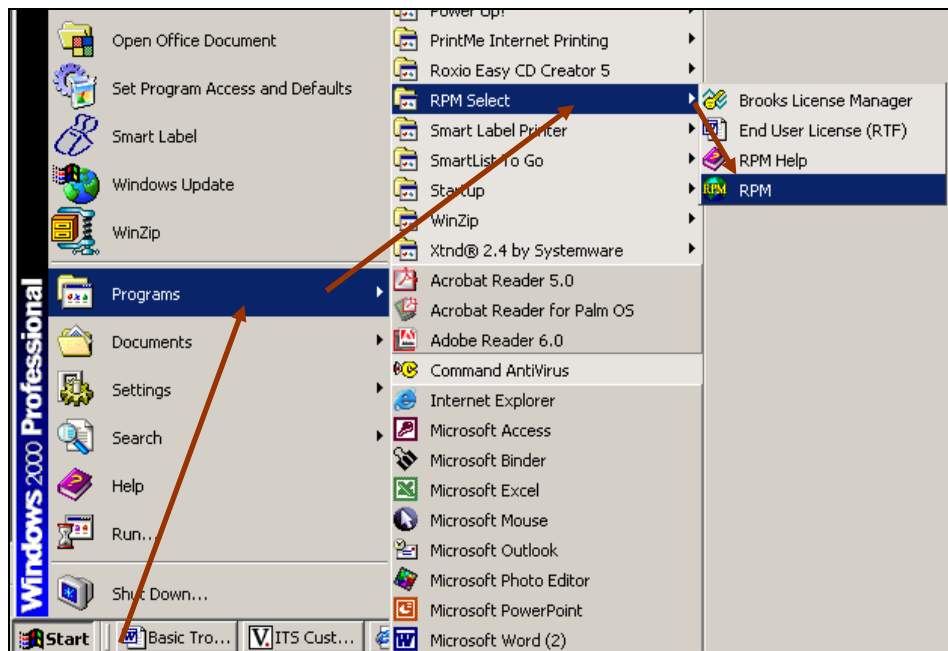 Open Office Document
Set Program Access and Defaults
Smart Label
Windows Update
WinZip
Programs
Documents
Settings
Search
Help
Run...
Shut Down...
Windows 2000 Professional
Start
Basic Tro...
V. ITS Cust...
Power Up!
PrintMe Internet Printing
Roxio Easy CD Creator 5
RPM Select
Smart Label Printer
SmartList To Go
Startup
WinZip
Xtnd® 2.4 by Systemware
Acrobat Reader 5.0
Acrobat Reader for Palm OS
Adobe Reader 6.0
Command AntiVirus
Internet Explorer
Microsoft Access
Microsoft Binder
Microsoft Excel
Microsoft Mouse
Microsoft Outlook
Microsoft Photo Editor
Microsoft PowerPoint
Microsoft Word (2)
Brooks License Manager
End User License (RTF)
RPM Help
RPM RPM